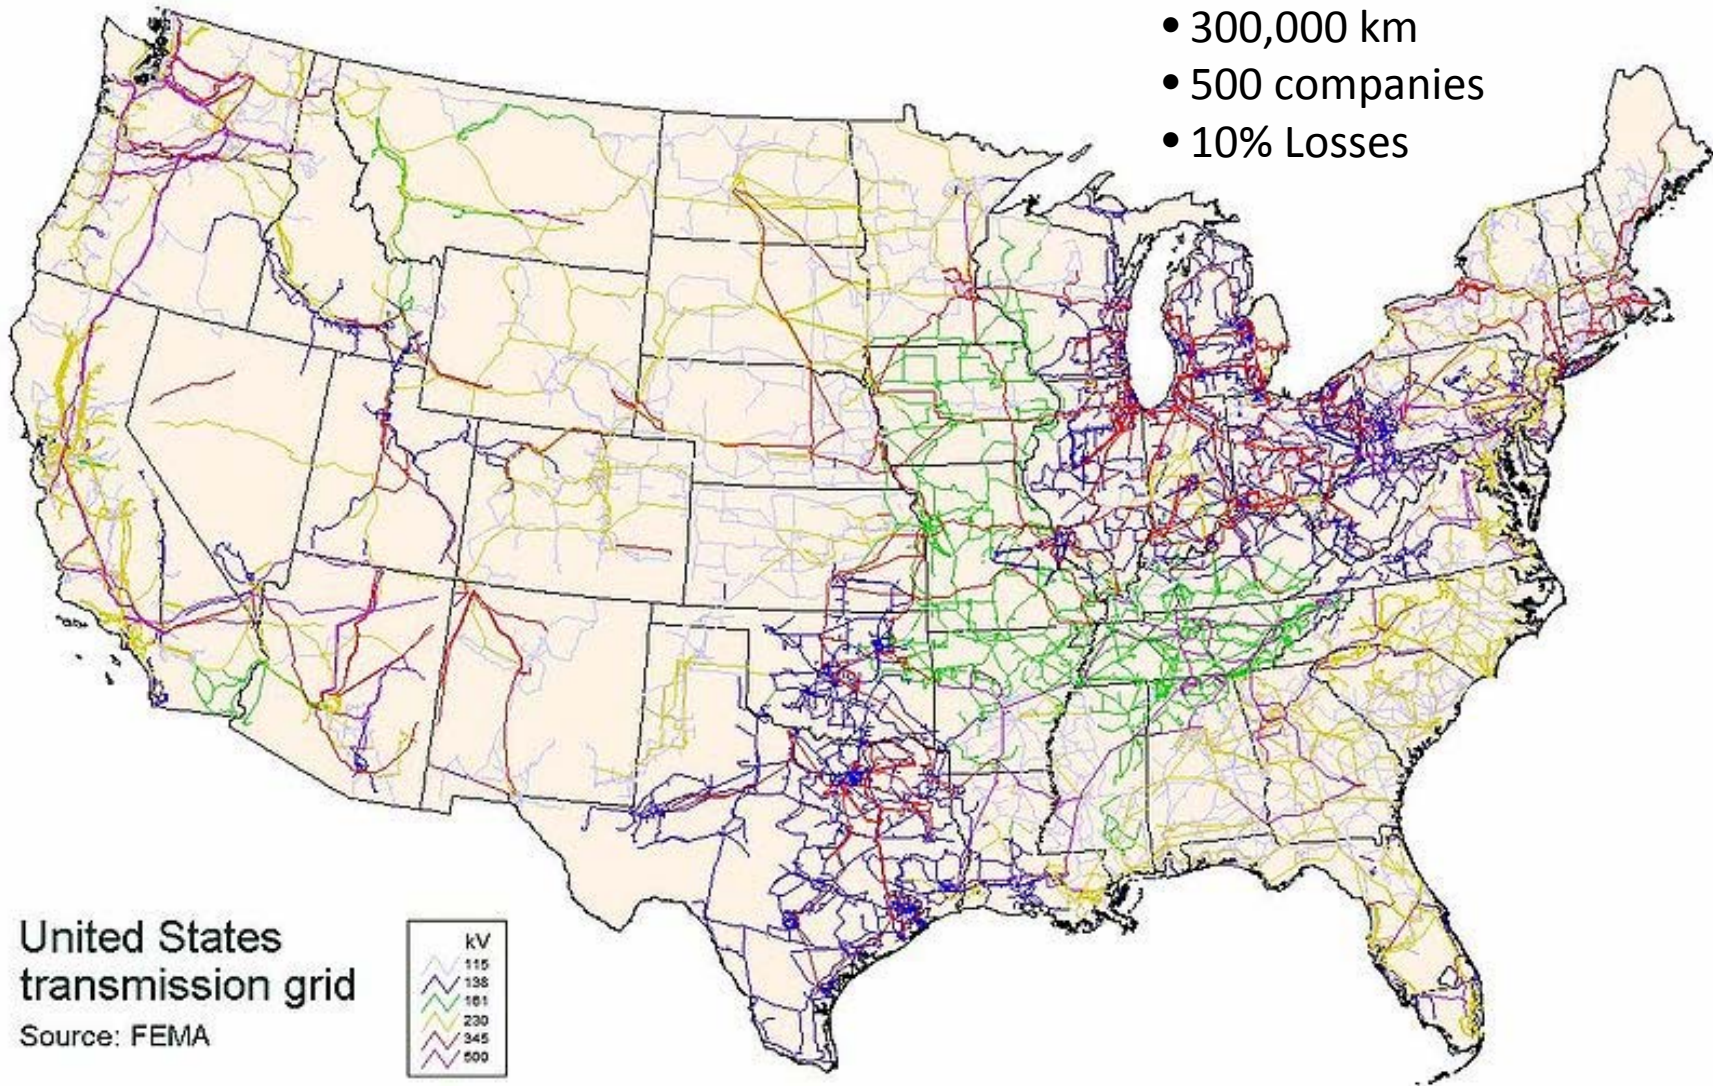 • 300,000 km
• 500 companies
• 10% Losses
United States
transmission grid
Source: FEMA
kV
115
138
161
230
345
500